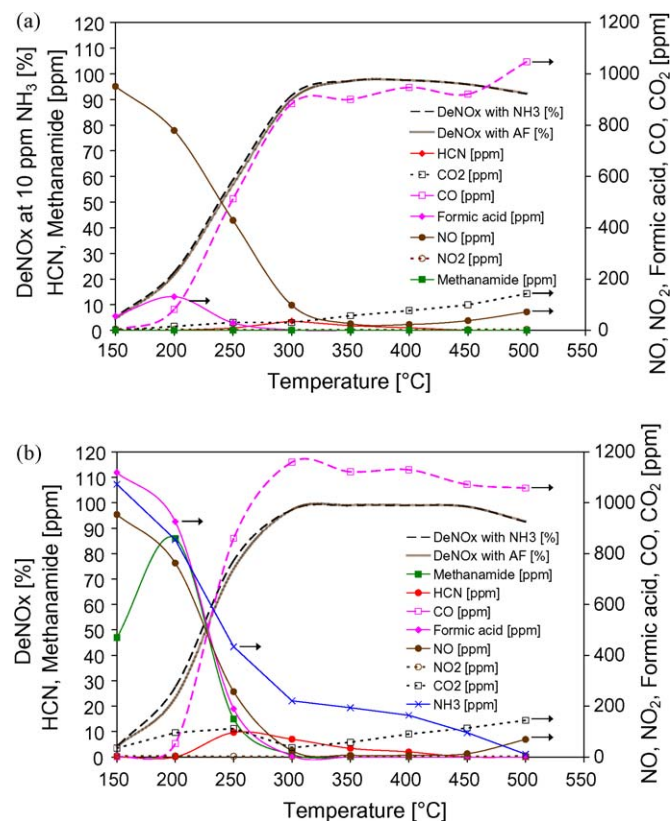 (a)
DeNOx at 10 ppm NH₃ [%]
HCN, Methanamide [ppm]
120
110
100
90
80
70
60
50
40
30
20
10
0
1200
1000
800
600
400
200
0
NO, NO₂, Formic acid, CO, CO₂ [ppm]
DeNOx with NH3 [%]
DeNOx with AF [%]
HCN [ppm]
CO2 [ppm]
CO [ppm]
Formic acid [ppm]
NO [ppm]
NO2 [ppm]
Methanamide [ppm]
150 200 250 300 350 400 450 500 550
Temperature [°C]
(b)
DeNOx [%]
HCN, Methanamide [ppm]
120
110
100
90
80
70
60
50
40
30
20
10
0
1200
1000
800
600
400
200
0
NO, NO₂, Formic acid, CO, CO₂ [ppm]
DeNOx with NH3 [%]
DeNOx with AF [%]
Methanamide [ppm]
HCN [ppm]
CO [ppm]
Formic acid [ppm]
NO [ppm]
NO2 [ppm]
CO2 [ppm]
NH3 [ppm]
150 200 250 300 350 400 450 500 550
Temperature [°C]